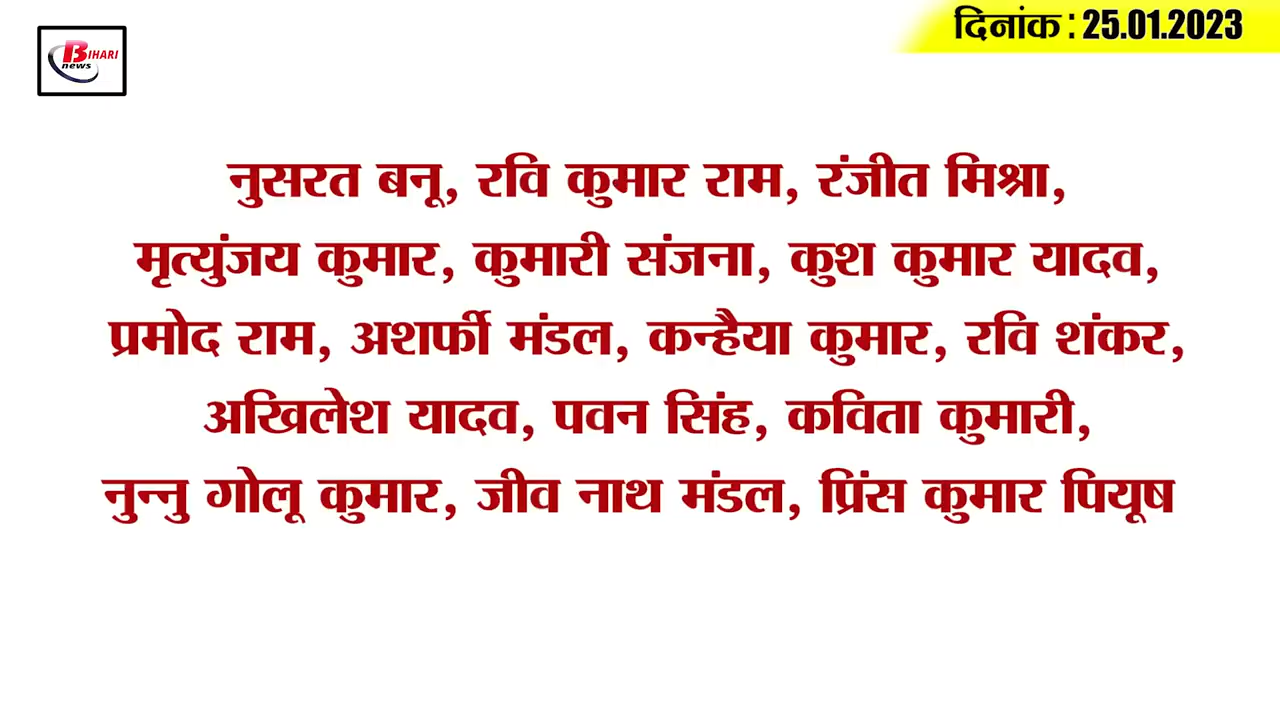 BIHARI
news
दिनांक : 25.01.2023
नुसरत बनू, रवि कुमार राम, रंजीत मिश्रा,
मृत्युंजय कुमार, कुमारी संजना, कुश कुमार यादव,
प्रमोद राम, अशर्फी मंडल, कन्हैया कुमार, रवि शंकर,
अखिलेश यादव, पवन सिंह, कविता कुमारी,
नुन्नु गोलू कुमार, जीव नाथ मंडल, प्रिंस कुमार पियूष